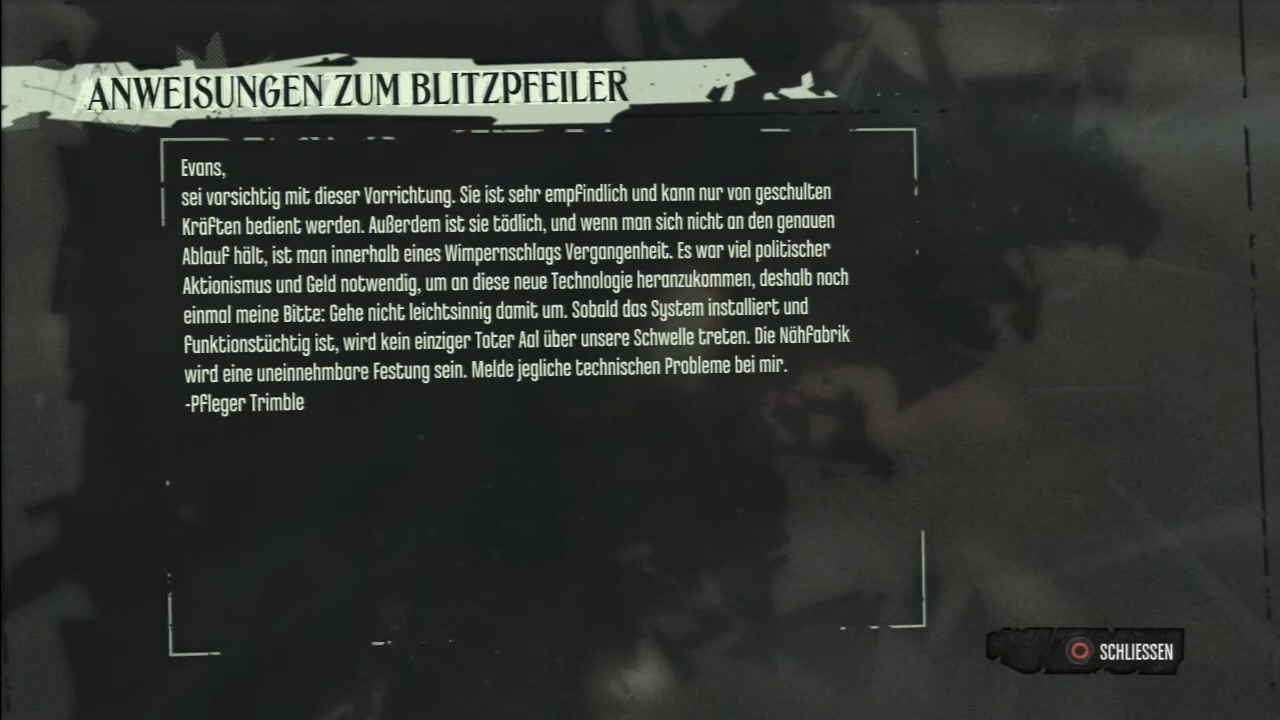 ANWEISUNGEN ZUM BLITZPFEILER
Evans,
sei vorsichtig mit dieser Vorrichtung. Sie ist sehr empfindlich und kann nur von geschulten
Kräften bedient werden. Außerdem ist sie tödlich, und wenn man sich nicht an den genauen
Ablauf hält, ist man innerhalb eines Wimpernschlags Vergangenheit. Es war viel politischer
Aktionismus und Geld notwendig, um an diese neue Technologie heranzukommen, deshalb noch
einmal meine Bitte: Gehe nicht leichtsinnig damit um. Sobald das System installiert und
funktionstüchtig ist, wird kein einziger Toter Aal über unsere Schwelle treten. Die Nähfabrik
wird eine uneinnehmbare Festung sein. Melde jegliche technischen Probleme bei mir.
-Pfleger Trimble
SCHLIESSEN